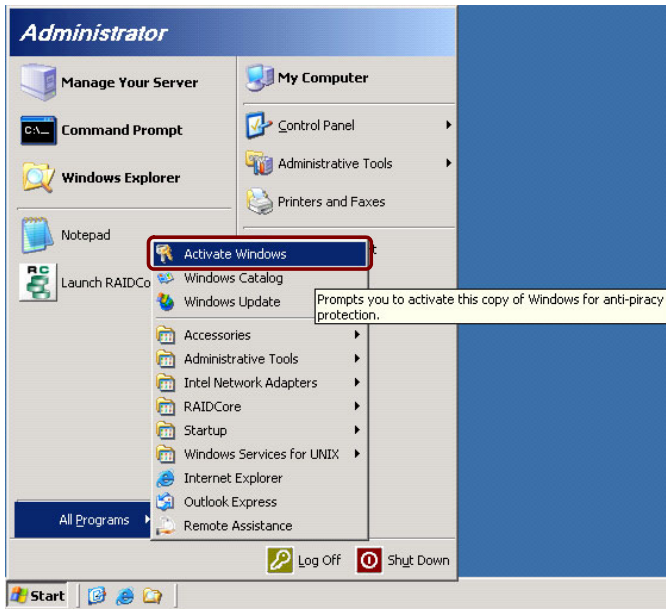 Administrator
Manage Your Server
My Computer
C:\_
Command Prompt
Control Panel
Windows Explorer
Administrative Tools
Printers and Faxes
Notepad
RC
Launch RAIDCo
Activate Windows
t
Windows Catalog
Windows Update
Prompts you to activate this copy of Windows for anti-piracy
protection.
Accessories
Administrative Tools
Intel Network Adapters
RAIDCore
Startup
Windows Services for UNIX
Internet Explorer
Outlook Express
Remote Assistance
All Programs
Log Off
Shut Down
Start